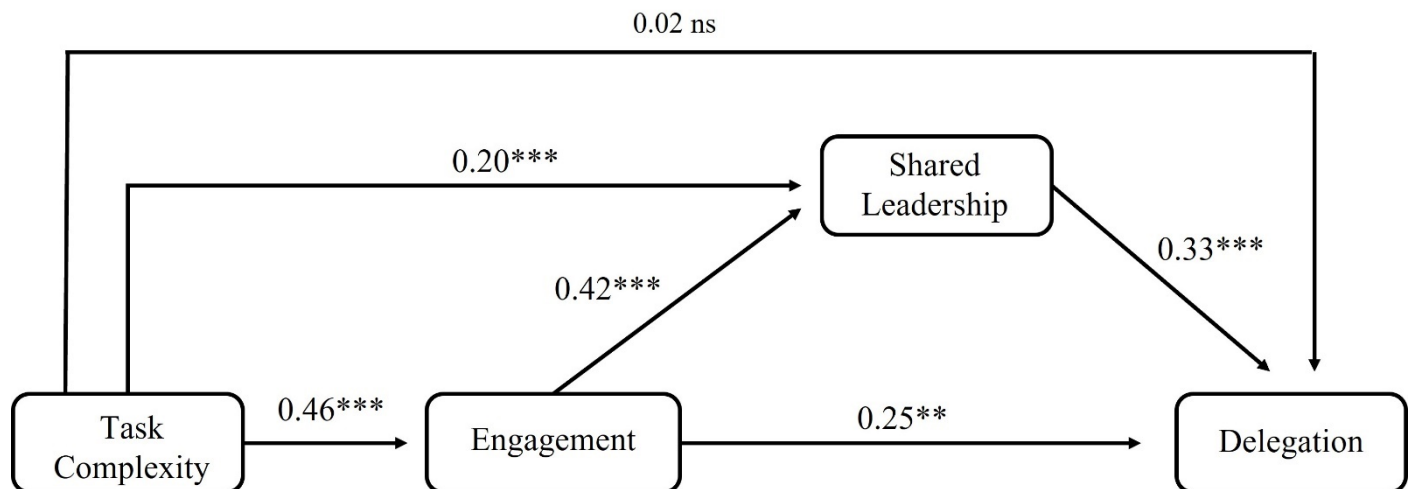 0.02 ns
0.20***
Shared
Leadership
0.33***
0.42***
Task
Complexity
0.46***
Engagement
0.25**
Delegation